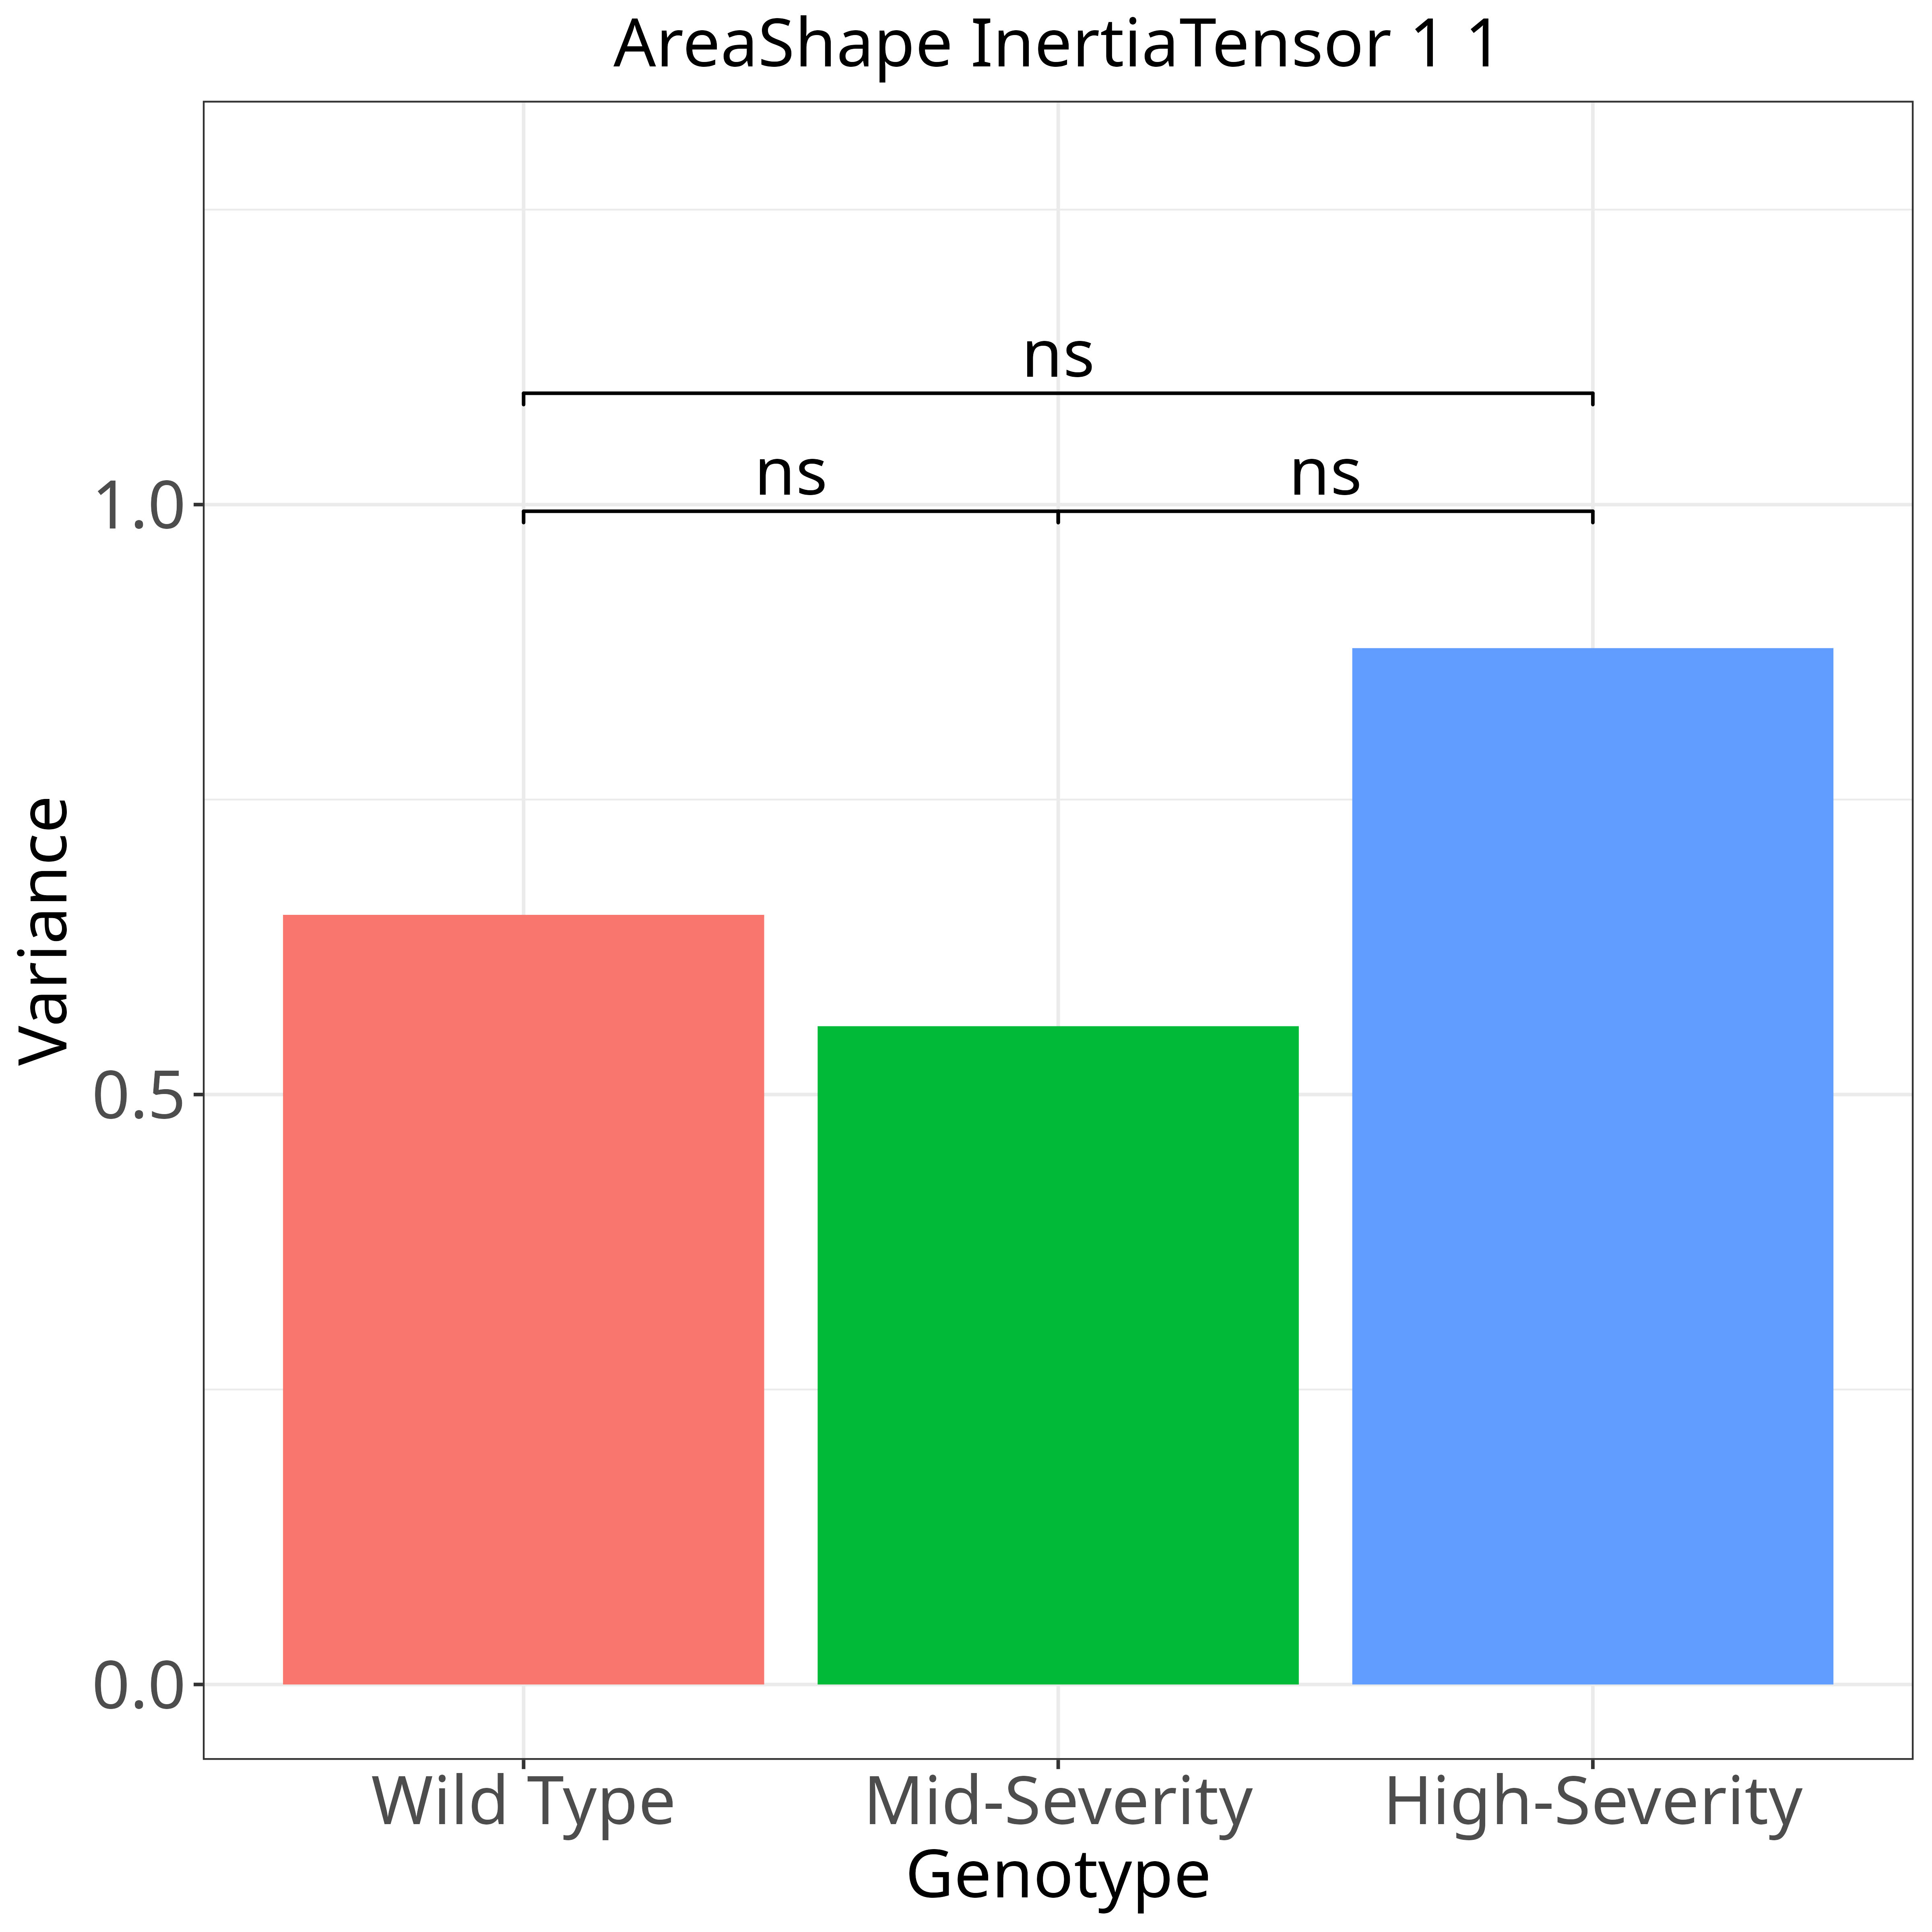 AreaShape InertiaTensor 1 1
ns
ns ns
1.0
0.5
0.0
Variance
Wild Type Mid-Severiy High-Severity
Genotype